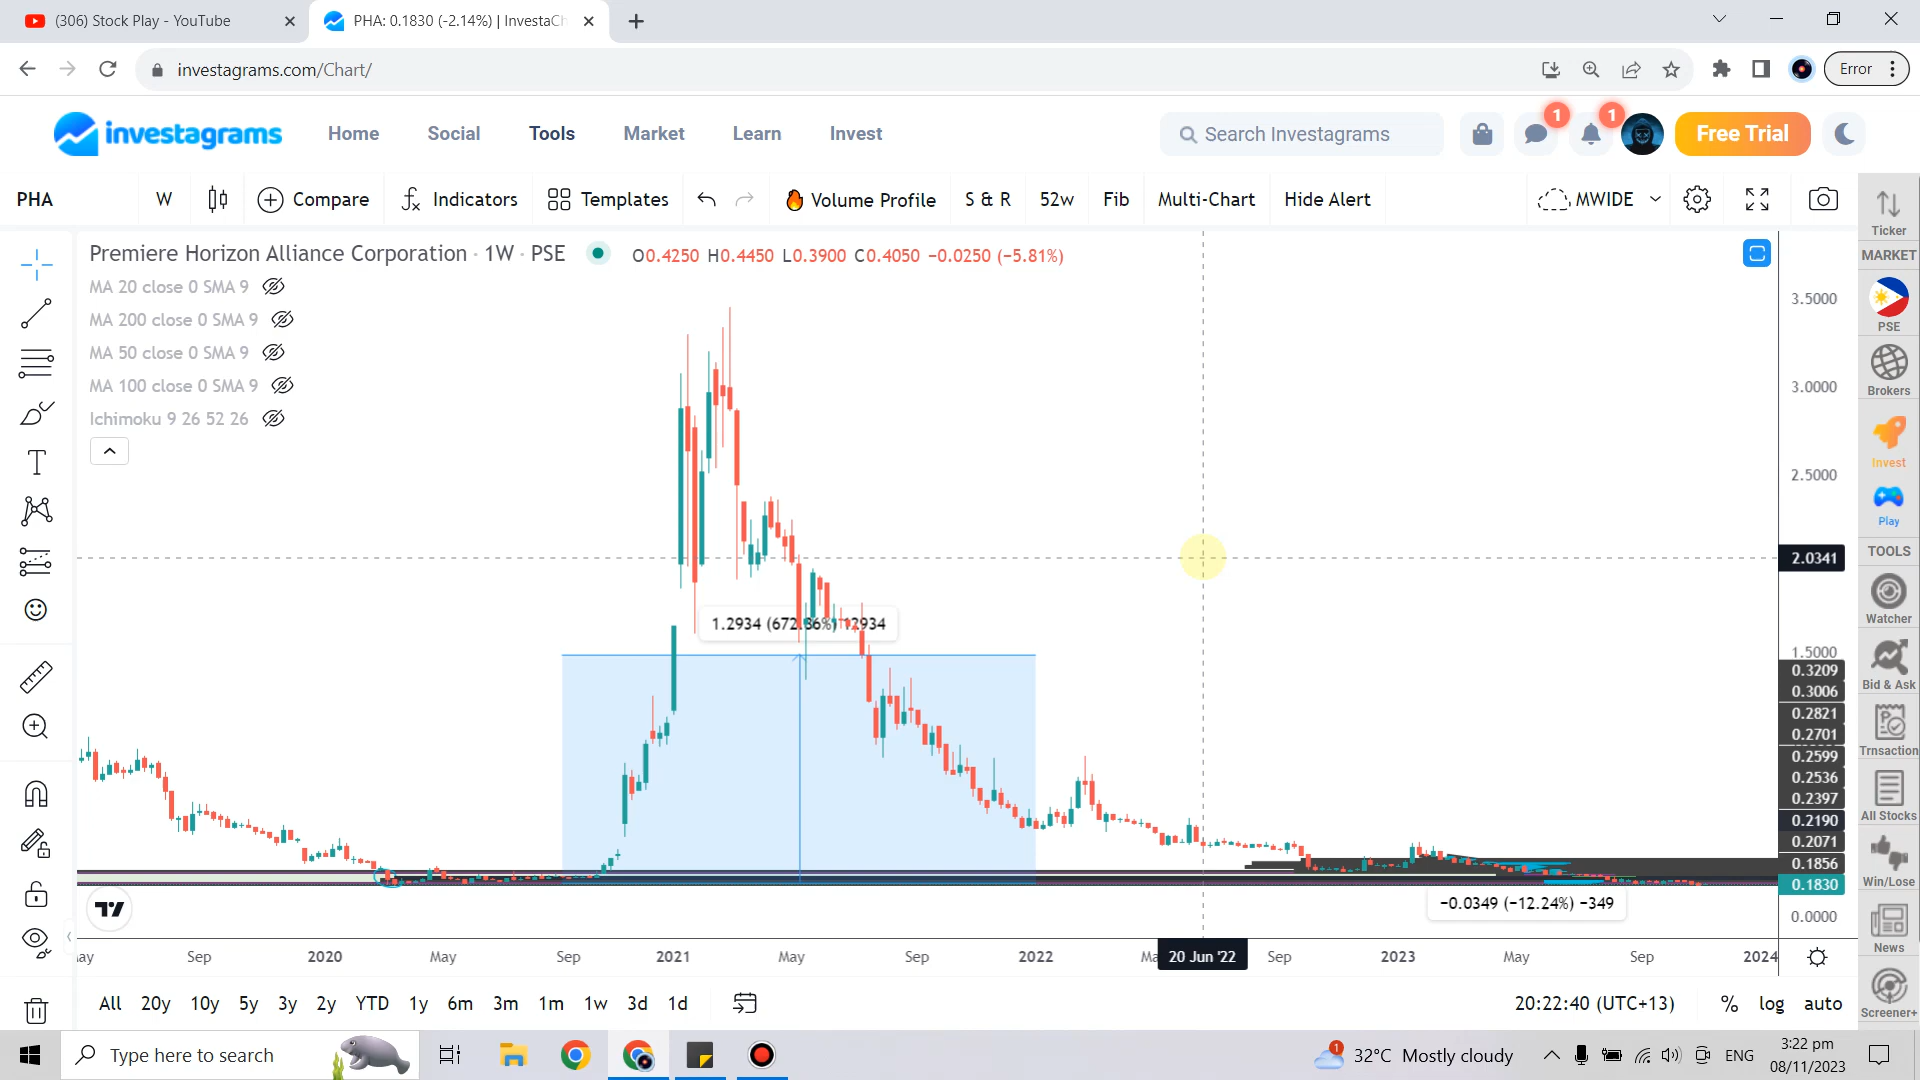 (306) Stock Play - YouTube
PHA: 0.1830 (-2.14%) | InvestaCh
investagrams.com/Chart/
Error
investagrams
Home Social Tools Market Learn Invest
Search Investagrams
1 1
Free Trial
PHA W Compare Indicators Templates Volume Profile S & R 52w Fib Multi-Chart Hide Alert MWIDE
Premiere Horizon Alliance Corporation · 1W · PSE O0.4250 H0.4450 L0.3900 C0.4050 −0.0250 (−5.81%)
MA 20 close 0 SMA 9
MA 200 close 0 SMA 9
MA 50 close 0 SMA 9
MA 100 close 0 SMA 9
Ichimoku 9 26 52 26
1.2934 (672.86%) 12934
−0.0349 (−12.24%) −349
3.5000
3.0000
2.5000
2.0341
1.5000
0.3209
0.3006
0.2821
0.2701
0.2599
0.2536
0.2397
0.2190
0.2071
0.1856
0.1830
0.0000
Sep 2020 May Sep 2021 May Sep 2022 20 Jun '22 Sep 2023 May Sep 2024
All 20y 10y 5y 3y 2y YTD 1y 6m 3m 1m 1w 3d 1d
20:22:40 (UTC+13) % log auto
Ticker
MARKET
PSE
Brokers
Invest
Play
TOOLS
Watcher
Bid & Ask
Trnsaction
All Stocks
Win/Lose
News
Screener+
Type here to search
1
32°C Mostly cloudy
ENG
3:22 pm
08/11/2023